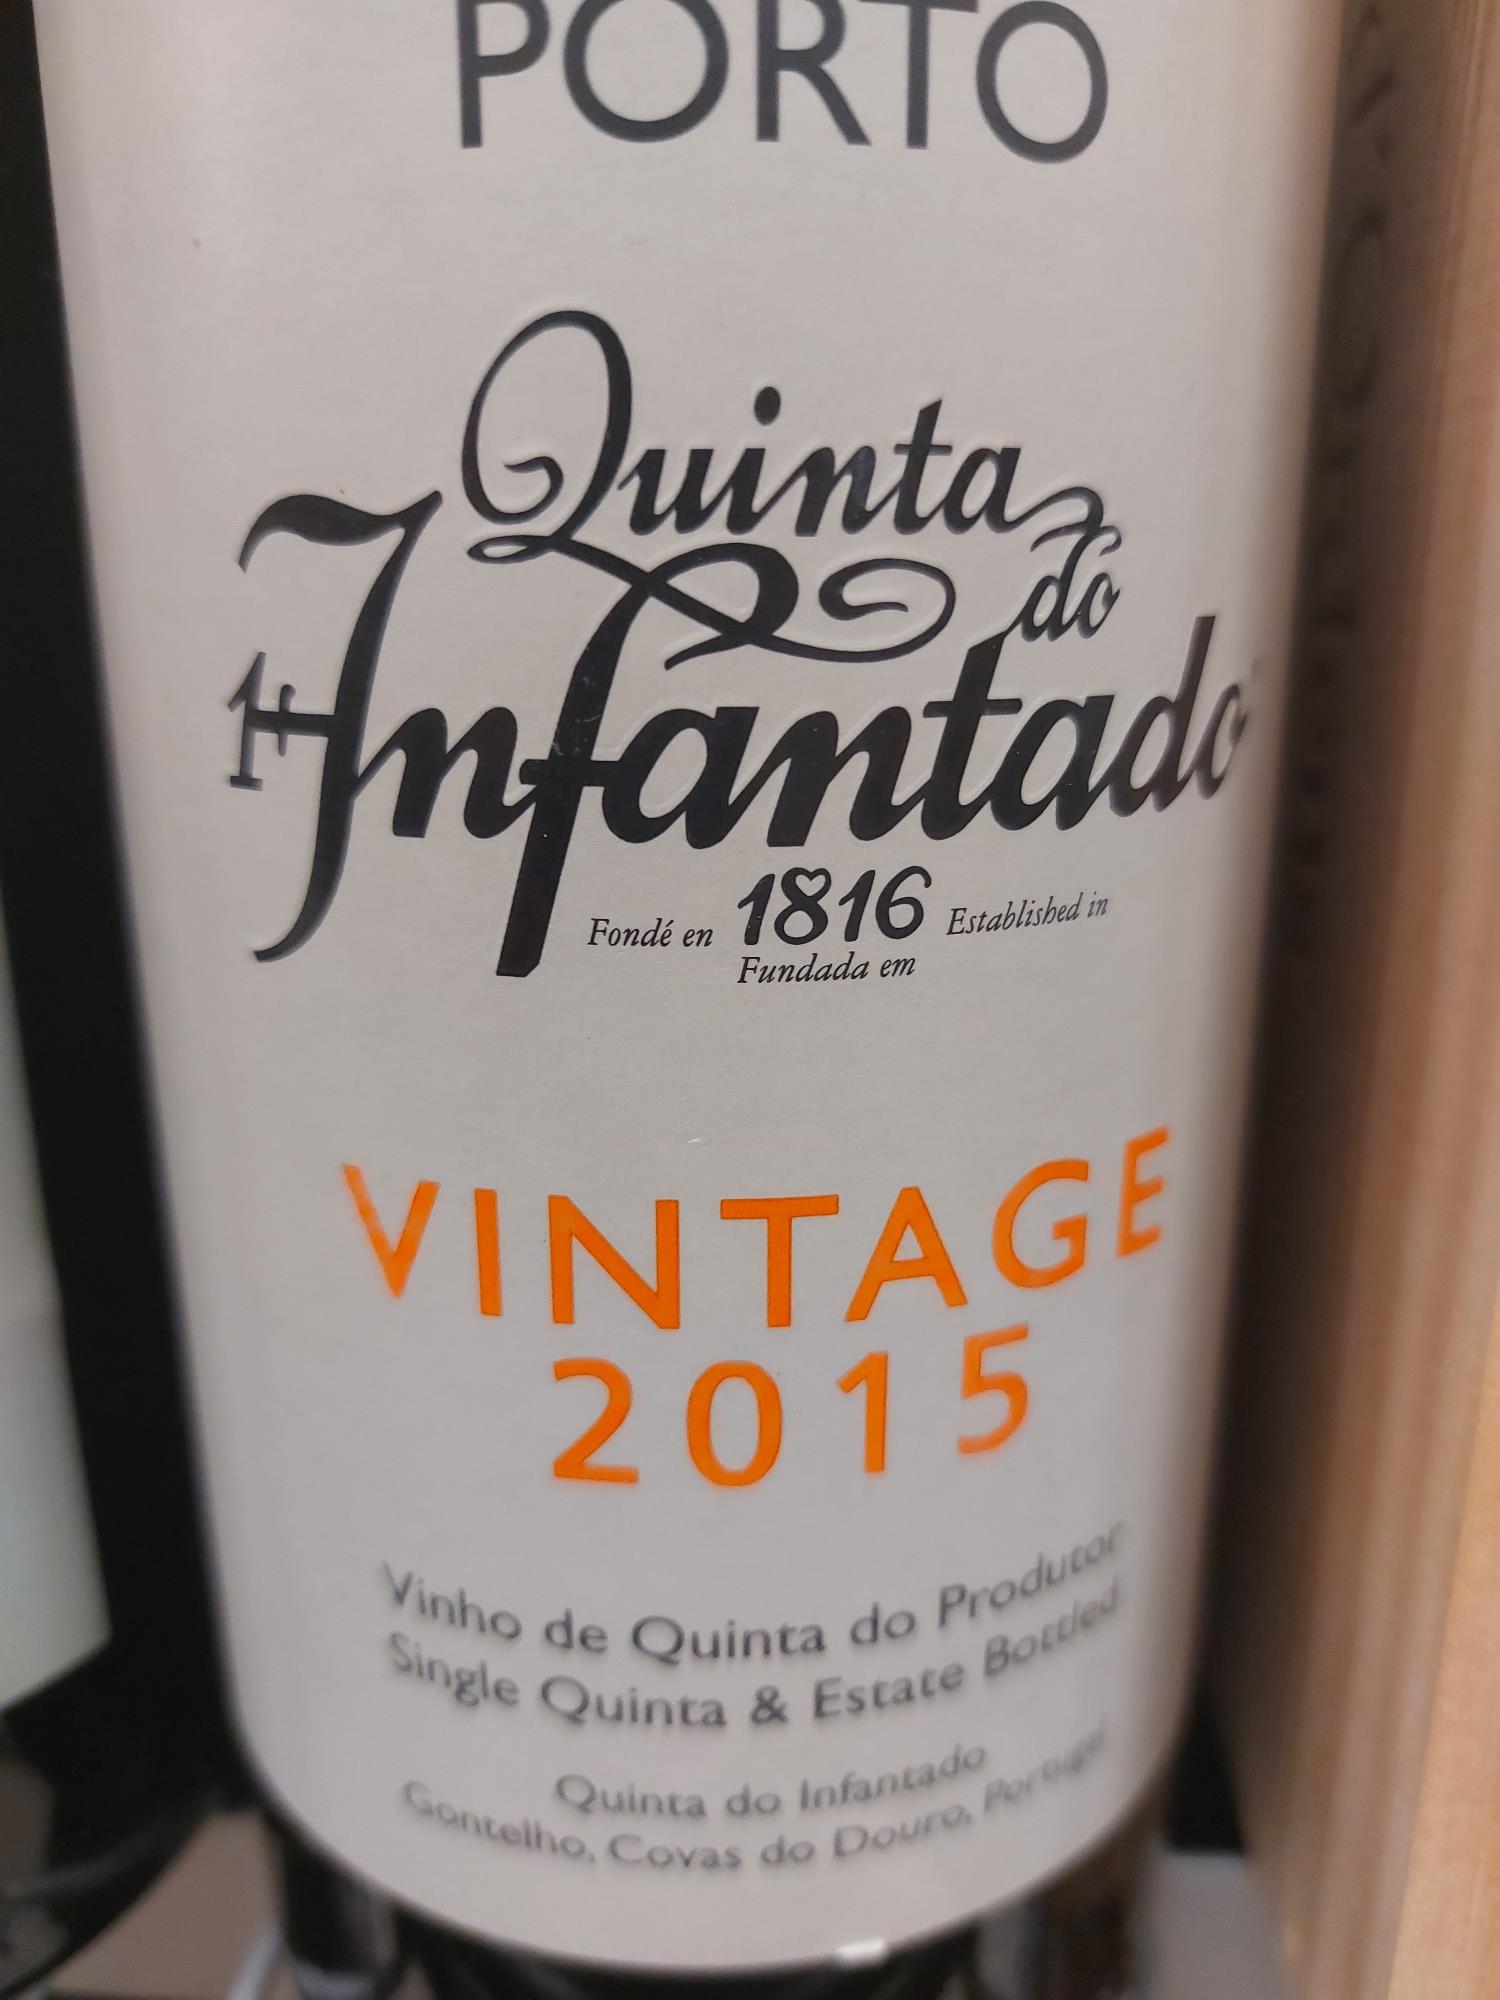 PORTO
Quinta
do
Infantado
Fondé en 1816 Established in
Fundada em
VINTAGE
2015
Vinho de Quinta do Produtor
Single Quinta & Estate Bottled
Quinta do Infantado
Gontelho, Covas do Douro, Portugal